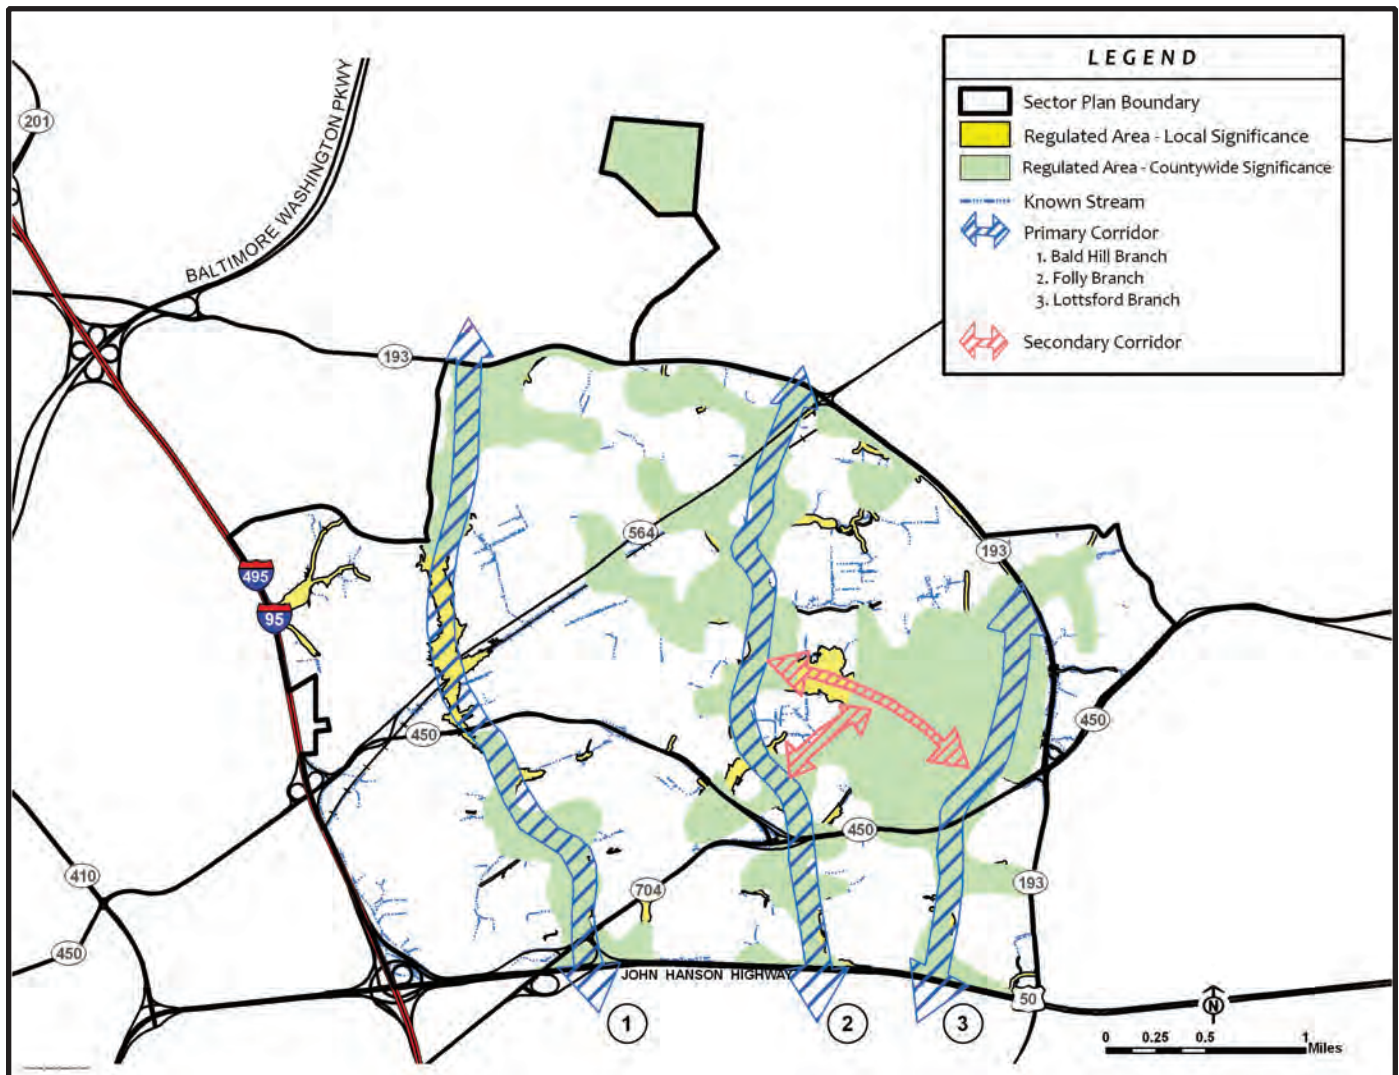 LEGEND
Sector Plan Boundary
Regulated Area - Local Significance
Regulated Area - Countywide Significance
Known Stream
Primary Corridor
1. Bald Hill Branch
2. Folly Branch
3. Lottsford Branch
Secondary Corridor
201
BALTIMORE WASHINGTON PKWY
193
564
193
495
95
450
450
450
410
704
193
450
JOHN HANSON HIGHWAY
50
1
2
3
N
0 0.25 0.5 1
Miles